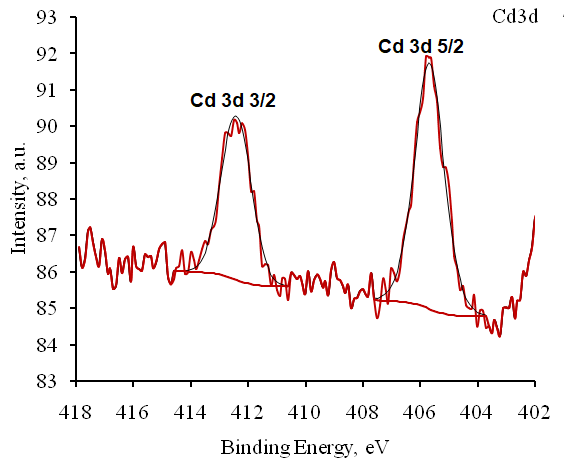 Cd3d
Cd 3d 5/2
Cd 3d 3/2
Intensity, a.u.
93
92
91
90
89
88
87
86
85
84
83
418 416 414 412 410 408 406 404 402
Binding Energy, eV